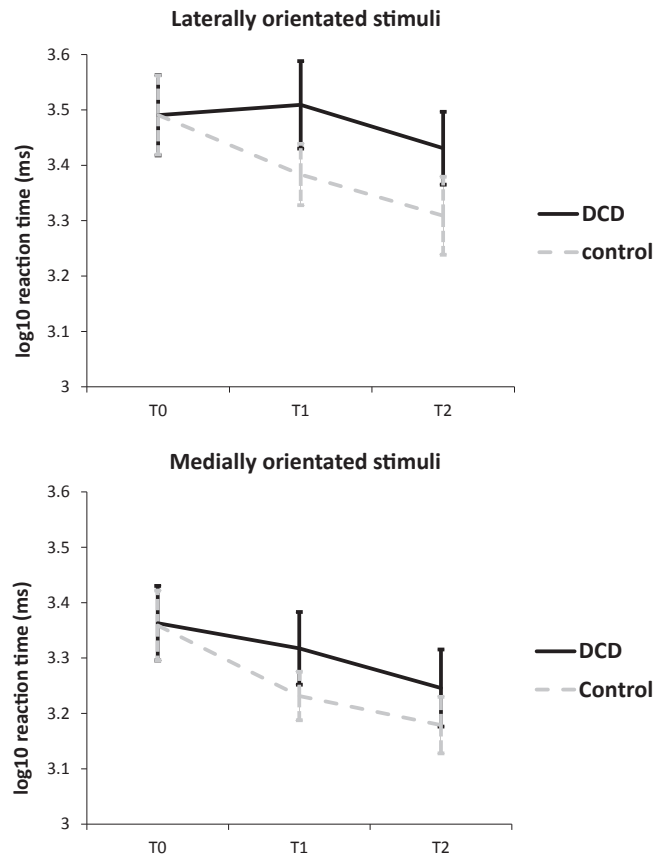 Laterally orientated stimuli
log10 reaction time (ms)
3.6
3.5
3.4
3.3
3.2
3.1
3
T0 T1 T2
DCD
control
Medially orientated stimuli
log10 reaction time (ms)
3.6
3.5
3.4
3.3
3.2
3.1
3
T0 T1 T2
DCD
Control